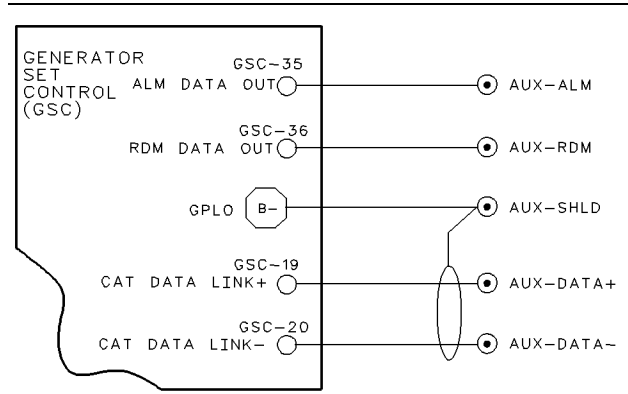 GENERATOR
SET
CONTROL
(GSC)
GSC-35
ALM DATA OUT
AUX-ALM
GSC-36
RDM DATA OUT
AUX-RDM
GPLO
B-
AUX-SHLD
GSC-19
CAT DATA LINK+
AUX-DATA+
GSC-20
CAT DATA LINK-
AUX-DATA-